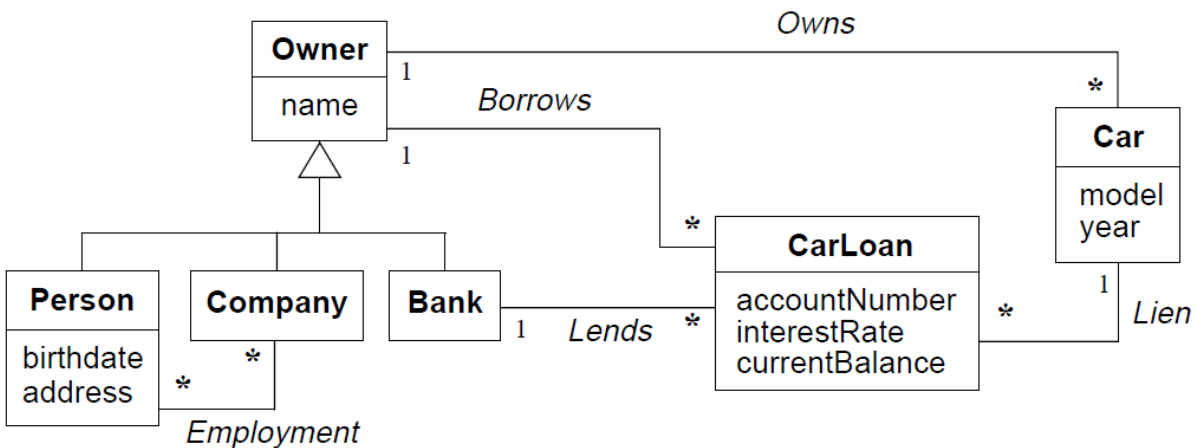 Owner
name
Owns
1
*
Borrows
1
*
Car
model
year
1
Lien
*
CarLoan
accountNumber
interestRate
currentBalance
Person
birthdate
address
Company
Bank
1
Lends
*
*
*
Employment